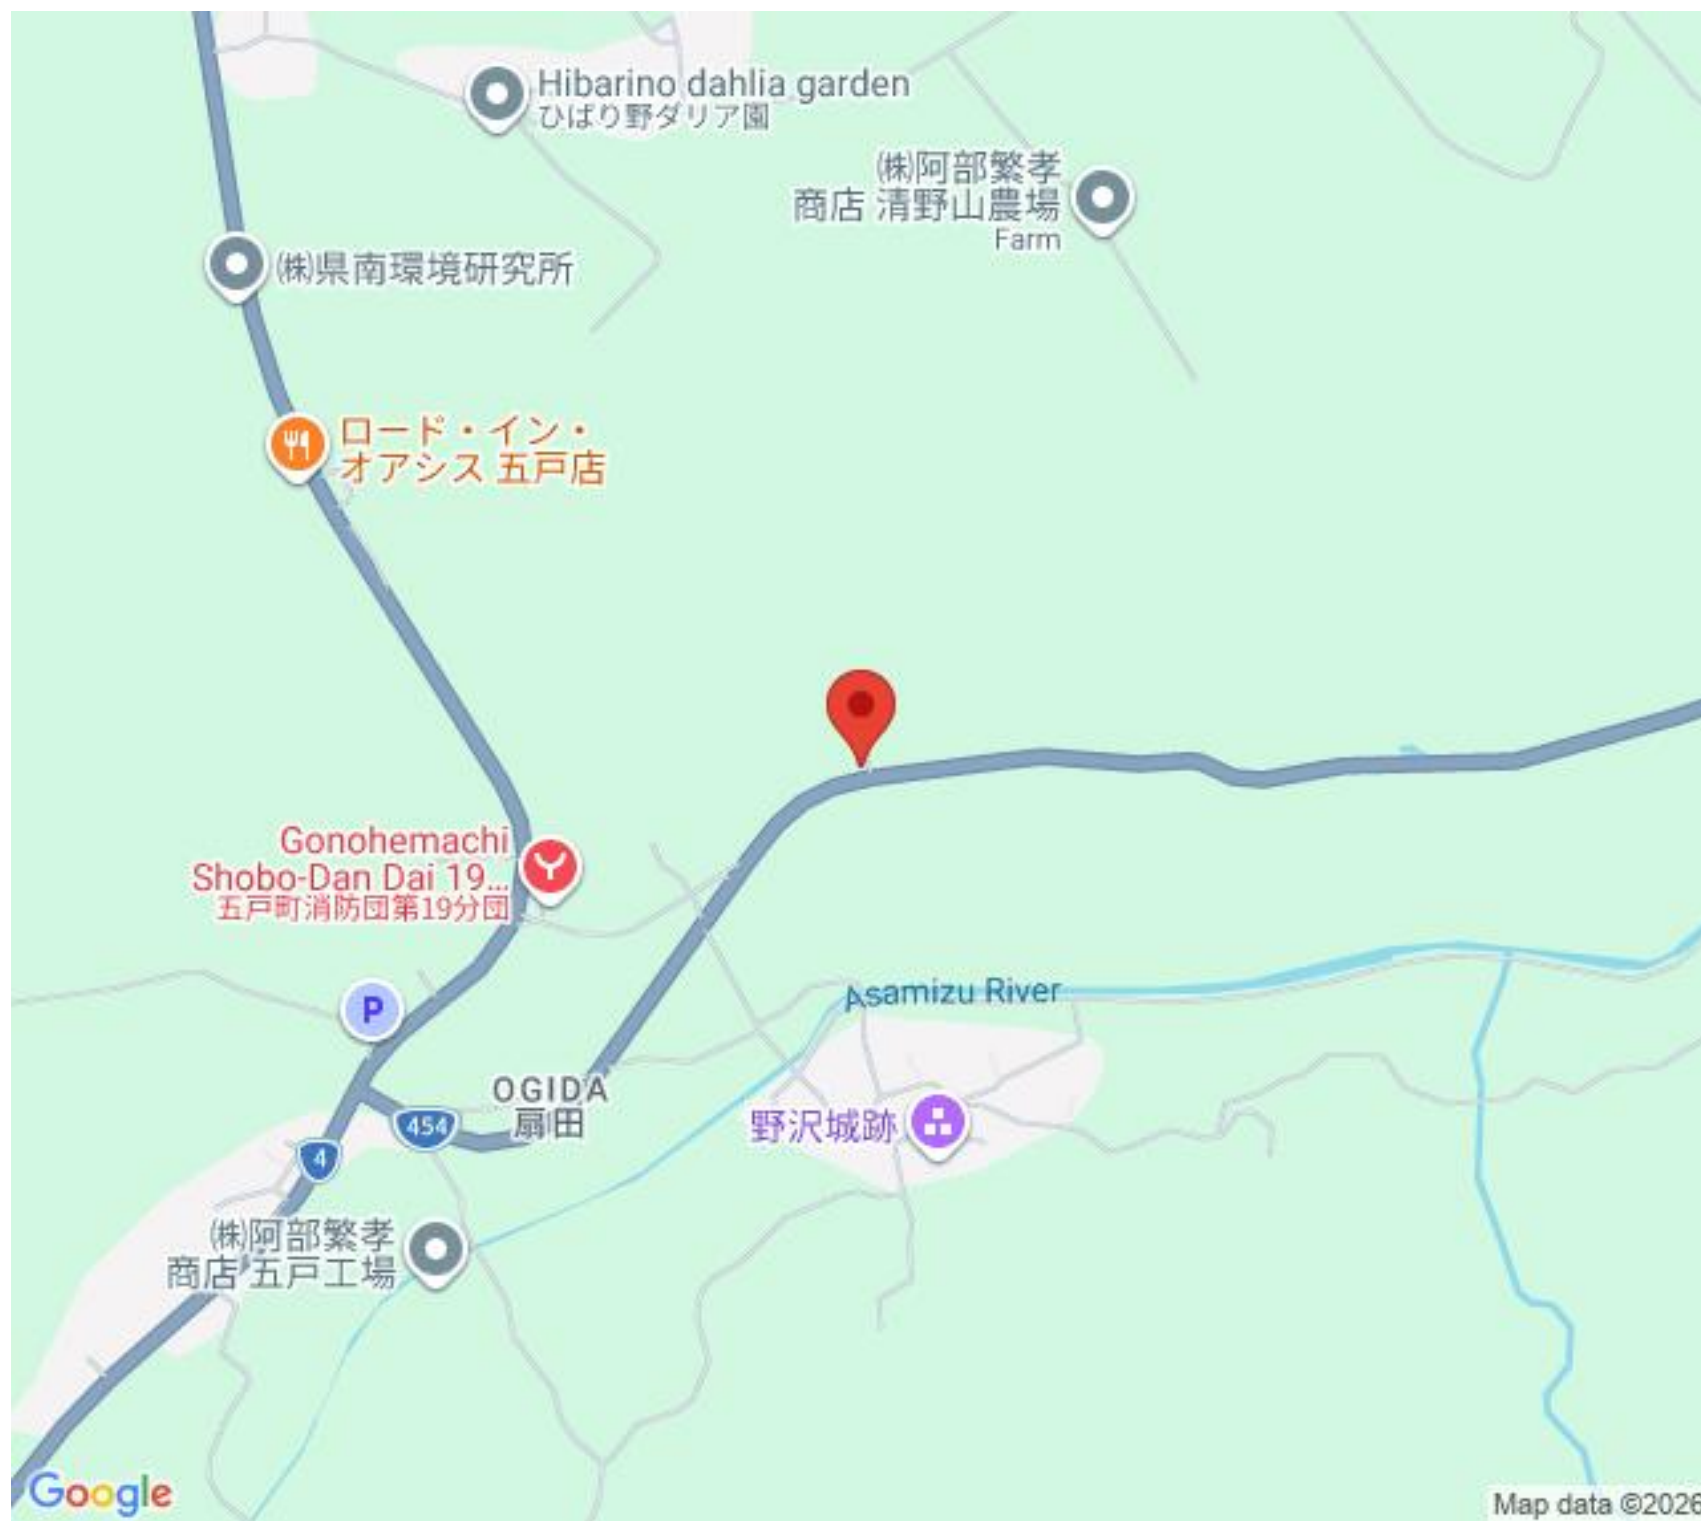 Hibarino dahlia garden
ひばり野ダリア園
㈱阿部繁孝
商店 清野山農場
Farm
㈱県南環境研究所
ロード・イン・
オアシス 五戸店
Gonohemachi
Shobo-Dan Dai 19...
五戸町消防団第19分団
P
Asamizu River
OGIDA
扇田
454
野沢城跡
4
㈱阿部繁孝
商店 五戸工場
Google
Map data ©2026